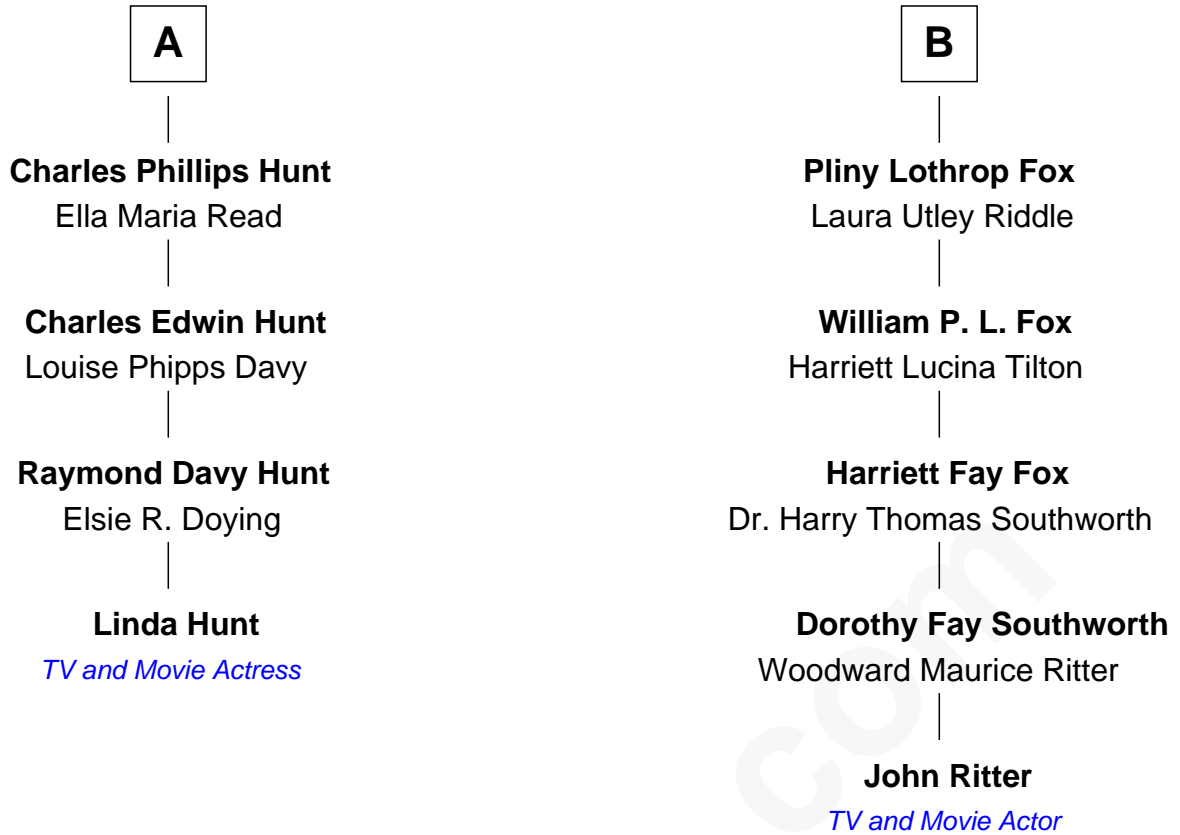 A
Charles Phillips Hunt
Ella Maria Read
Charles Edwin Hunt
Louise Phipps Davy
Raymond Davy Hunt
Elsie R. Doying
Linda Hunt
TV and Movie Actress
B
Pliny Lothrop Fox
Laura Utley Riddle
William P. L. Fox
Harriett Lucina Tilton
Harriett Fay Fox
Dr. Harry Thomas Southworth
Dorothy Fay Southworth
Woodward Maurice Ritter
John Ritter
TV and Movie Actor
com